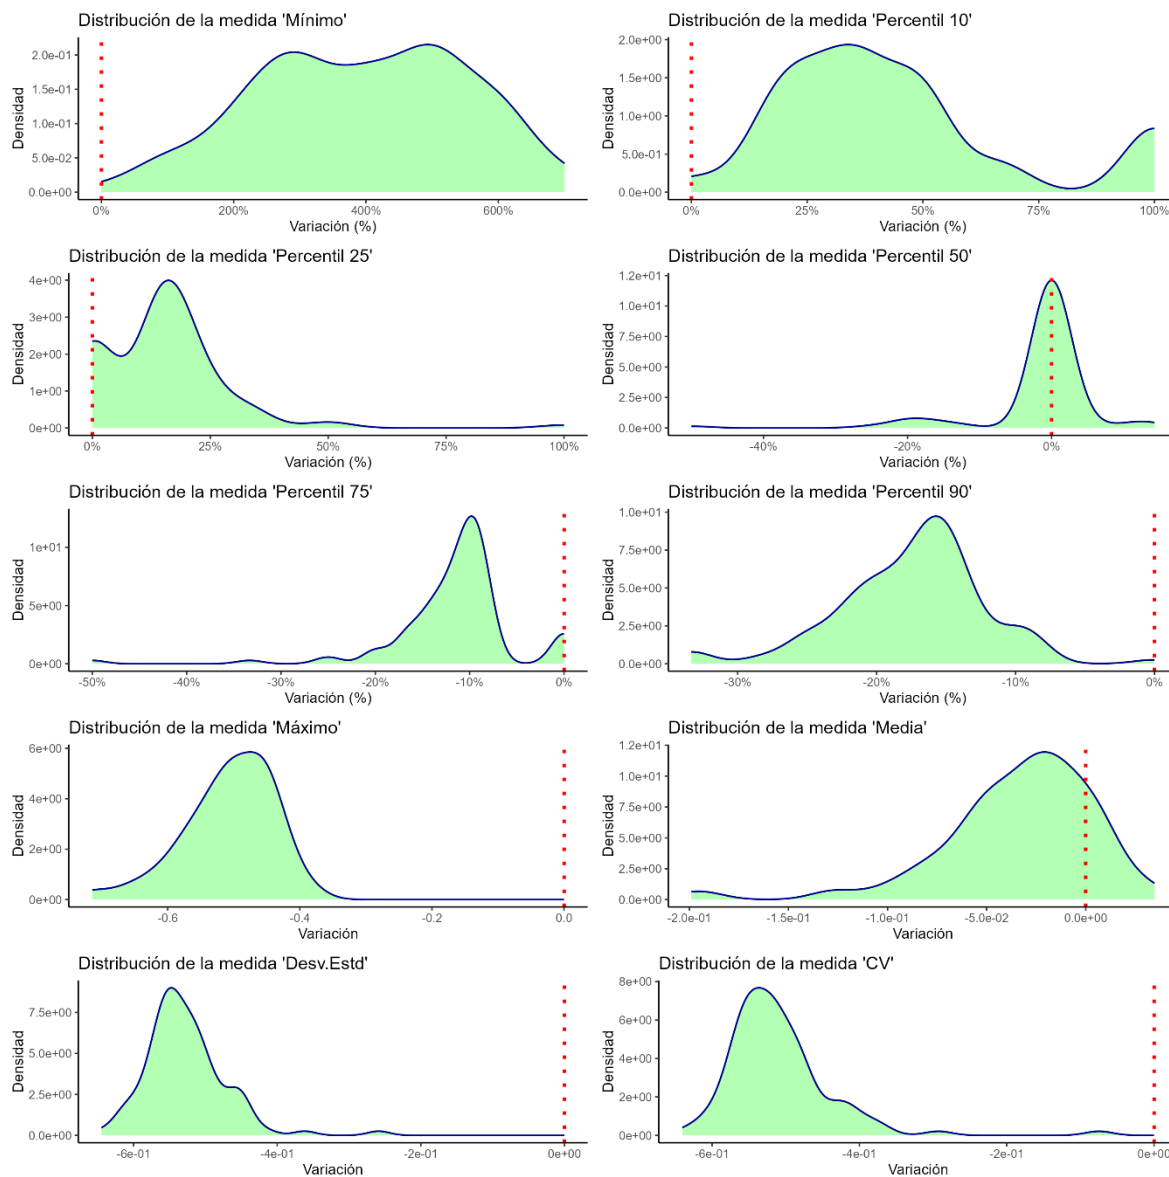 Distribución de la medida 'Mínimo'
Densidad
2.0e-01
1.5e-01
1.0e-01
5.0e-02
0.0e+00
0%
200%
400%
600%
Variación (%)
Distribución de la medida 'Percentil 10'
Densidad
2.0e+00
1.5e+00
1.0e+00
5.0e-01
0.0e+00
0%
25%
50%
75%
100%
Variación (%)
Distribución de la medida 'Percentil 25'
Densidad
4e+00
3e+00
2e+00
1e+00
0e+00
0%
25%
50%
75%
100%
Variación (%)
Distribución de la medida 'Percentil 50'
Densidad
1.2e+01
1.0e+01
7.5e+00
5.0e+00
2.5e+00
0.0e+00
-40%
-20%
0%
Variación (%)
Distribución de la medida 'Percentil 75'
Densidad
1e+01
5e+00
0e+00
-50%
-40%
-30%
-20%
-10%
0%
Variación (%)
Distribución de la medida 'Percentil 90'
Densidad
1.0e+01
7.5e+00
5.0e+00
2.5e+00
0.0e+00
-30%
-20%
-10%
0%
Variación (%)
Distribución de la medida 'Máximo'
Densidad
6e+00
4e+00
2e+00
0e+00
-0.6
-0.4
-0.2
0.0
Variación
Distribución de la medida 'Media'
Densidad
1.2e+01
1.0e+01
7.5e+00
5.0e+00
2.5e+00
0.0e+00
-2.0e-01
-1.5e-01
-1.0e-01
-5.0e-02
0.0e+00
Variación
Distribución de la medida 'Desv.Estd'
Densidad
7.5e+00
5.0e+00
2.5e+00
0.0e+00
-6e-01
-4e-01
-2e-01
0e+00
Variación
Distribución de la medida 'CV'
Densidad
8e+00
6e+00
4e+00
2e+00
0e+00
-6e-01
-4e-01
-2e-01
0e+00
Variación